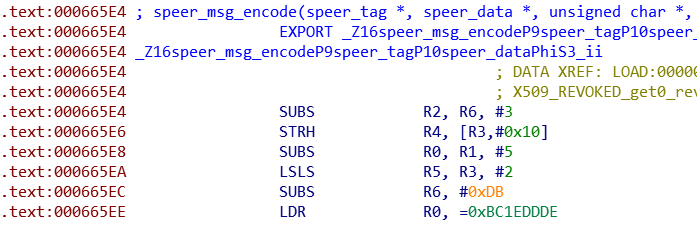 .text:000665E4 ; speer_msg_encode(speer_tag *, speer_data *, unsigned char *,
.text:000665E4 EXPORT _Z16speer_msg_encodeP9speer_tagP10speer_
.text:000665E4 _Z16speer_msg_encodeP9speer_tagP10speer_dataPhiS3_ii
.text:000665E4 ; DATA XREF: LOAD:00000
.text:000665E4 ; X509_REVOKED_get0_rev
.text:000665E4 SUBS R2, R6, #3
.text:000665E6 STRH R4, [R3,#0x10]
.text:000665E8 SUBS R0, R1, #5
.text:000665EA LSLS R5, R3, #2
.text:000665EC SUBS R6, #0xDB
.text:000665EE LDR R0, =0xBC1EDDDE